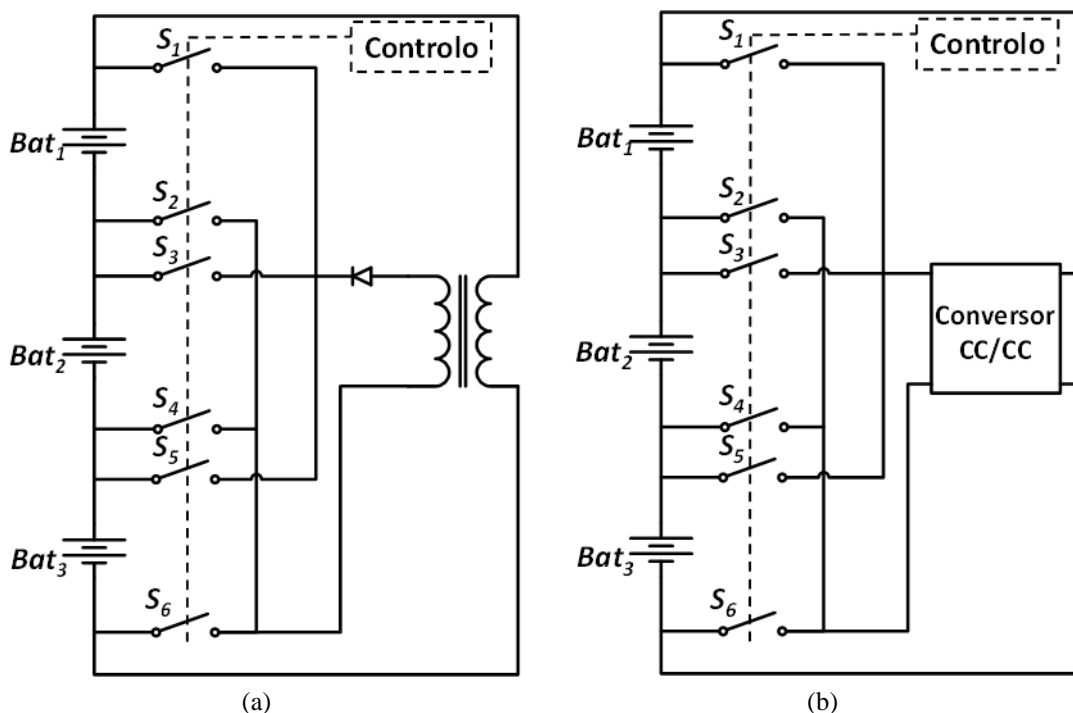 S1
Controlo
Bat1
S2
S3
Bat2
S4
S5
Bat3
S6
(a)
S1
Controlo
Bat1
S2
S3
Conversor
CC/CC
Bat2
S4
S5
Bat3
S6
(b)